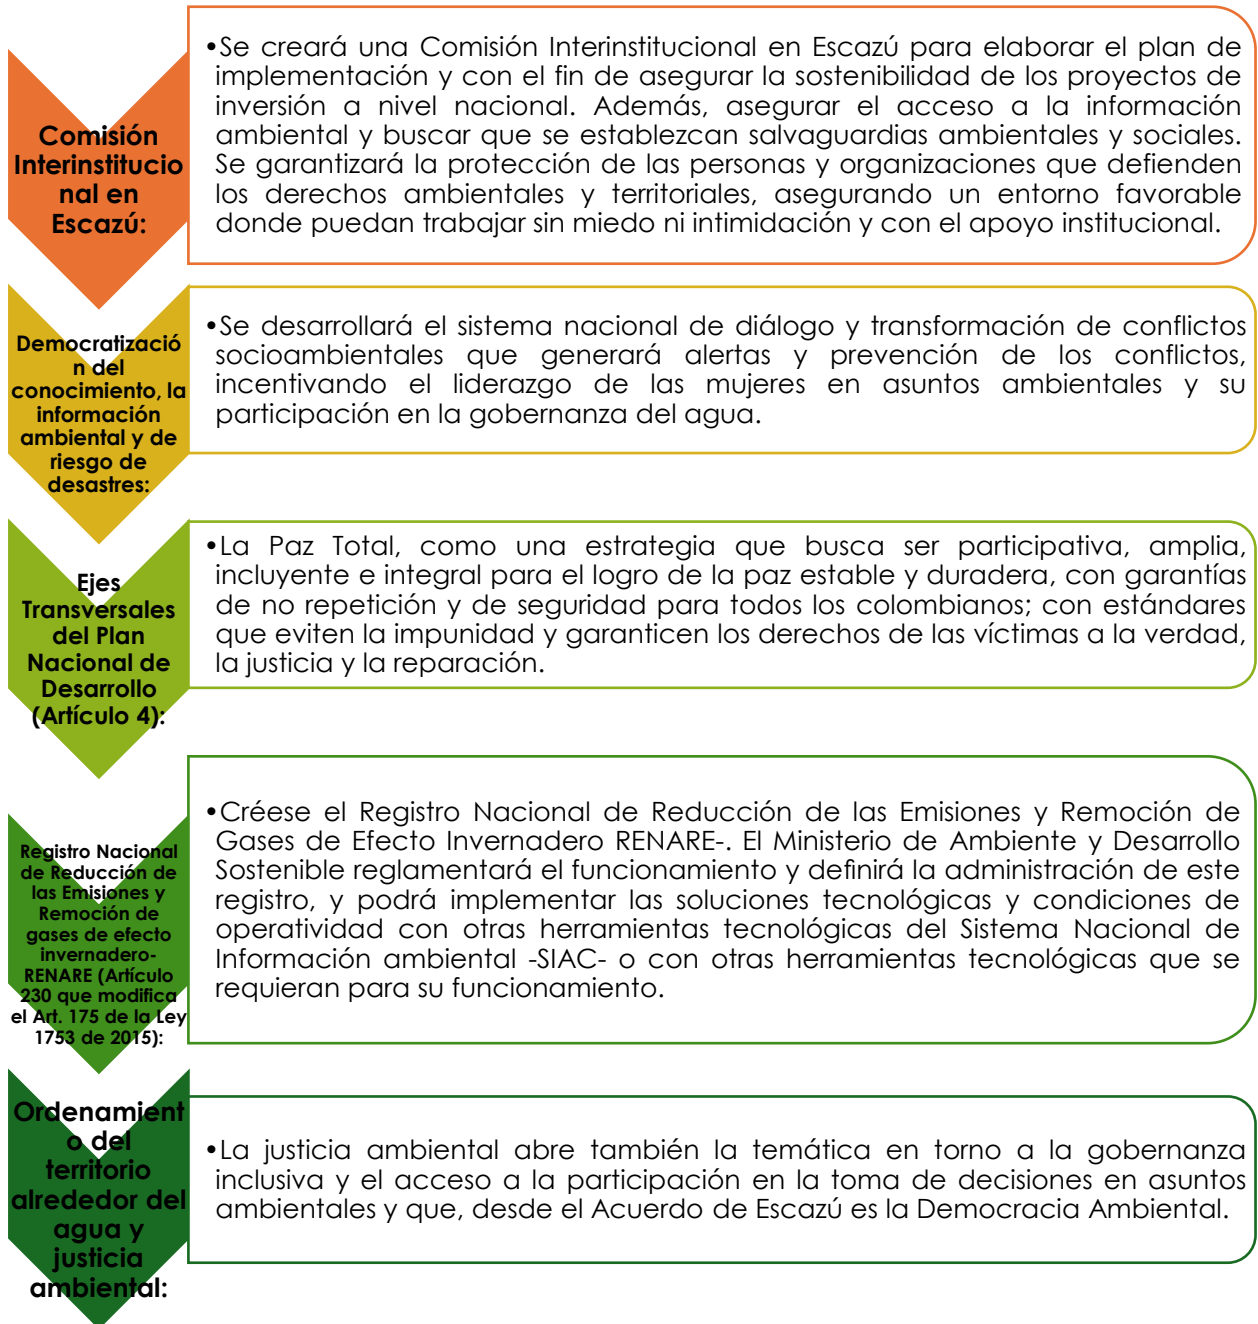 Comisión
Interinstitucio
nal en
Escazú:
•Se creará una Comisión Interinstitucional en Escazú para elaborar el plan de
implementación y con el fin de asegurar la sostenibilidad de los proyectos de
inversión a nivel nacional. Además, asegurar el acceso a la información
ambiental y buscar que se establezcan salvaguardias ambientales y sociales.
Se garantizará la protección de las personas y organizaciones que defienden
los derechos ambientales y territoriales, asegurando un entorno favorable
donde puedan trabajar sin miedo ni intimidación y con el apoyo institucional.
Democratizació
n del
conocimiento, la
información
ambiental y de
riesgo de
desastres:
•Se desarrollará el sistema nacional de diálogo y transformación de conflictos
socioambientales que generará alertas y prevención de los conflictos,
incentivando el liderazgo de las mujeres en asuntos ambientales y su
participación en la gobernanza del agua.
Ejes
Transversales
del Plan
Nacional de
Desarrollo
(Artículo 4):
•La Paz Total, como una estrategia que busca ser participativa, amplia,
incluyente e integral para el logro de la paz estable y duradera, con garantías
de no repetición y de seguridad para todos los colombianos; con estándares
que eviten la impunidad y garanticen los derechos de las víctimas a la verdad,
la justicia y la reparación.
Registro Nacional
de Reducción de
las Emisiones y
Remoción de
gases de efecto
invernadero-
RENARE (Artículo
230 que modifica
el Art. 175 de la Ley
1753 de 2015):
•Créese el Registro Nacional de Reducción de las Emisiones y Remoción de
Gases de Efecto Invernadero RENARE-. El Ministerio de Ambiente y Desarrollo
Sostenible reglamentará el funcionamiento y definirá la administración de este
registro, y podrá implementar las soluciones tecnológicas y condiciones de
operatividad con otras herramientas tecnológicas del Sistema Nacional de
Información ambiental -SIAC- o con otras herramientas tecnológicas que se
requieran para su funcionamiento.
Ordenamient
o del
territorio
alrededor del
agua y
justicia
ambiental:
•La justicia ambiental abre también la temática en torno a la gobernanza
inclusiva y el acceso a la participación en la toma de decisiones en asuntos
ambientales y que, desde el Acuerdo de Escazú es la Democracia Ambiental.